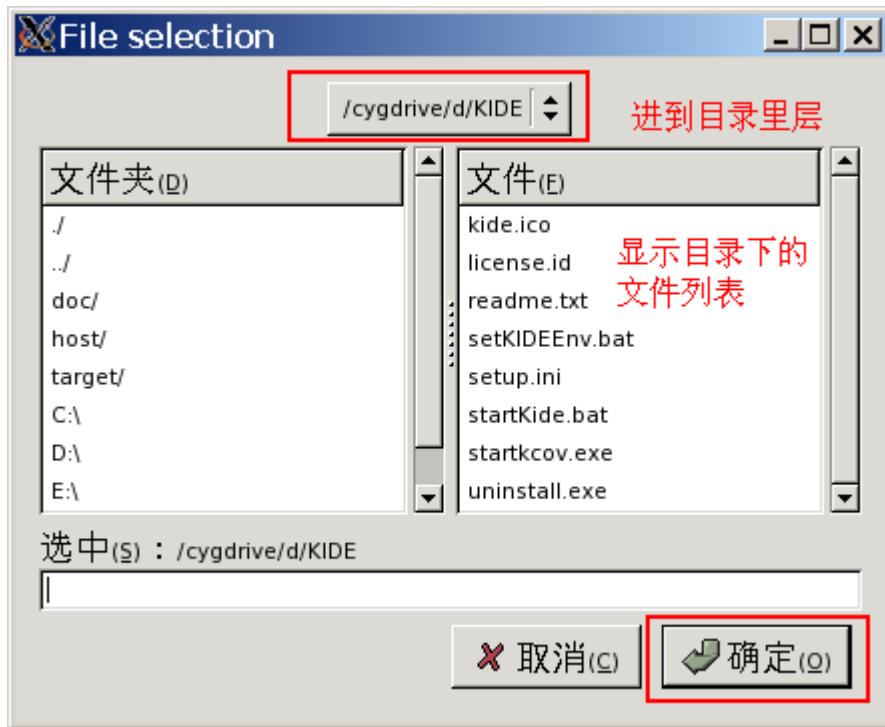 File selection
/cygdrive/d/KIDE
进到目录里层
文件夹(D)
./
../
doc/
host/
target/
C:\
D:\
E:\
文件(F)
kide.ico
license.id
readme.txt
setKIDEEnv.bat
setup.ini
startKide.bat
startkcov.exe
uninstall.exe
显示目录下的
文件列表
选中(S)：/cygdrive/d/KIDE
取消(C)
确定(O)